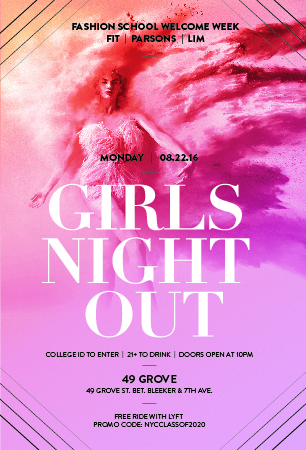 FASHION SCHOOL WELCOME WEEK
FIT | PARSONS | LIM
MONDAY | 08.22.16
GIRLS
NIGHT
OUT
COLLEGE ID TO ENTER | 21+ TO DRINK | DOORS OPEN AT 10PM
49 GROVE
49 GROVE ST. BET. BLEEKER & 7TH AVE.
FREE RIDE WITH LYFT
PROMO CODE: NYCCLASSOF2020